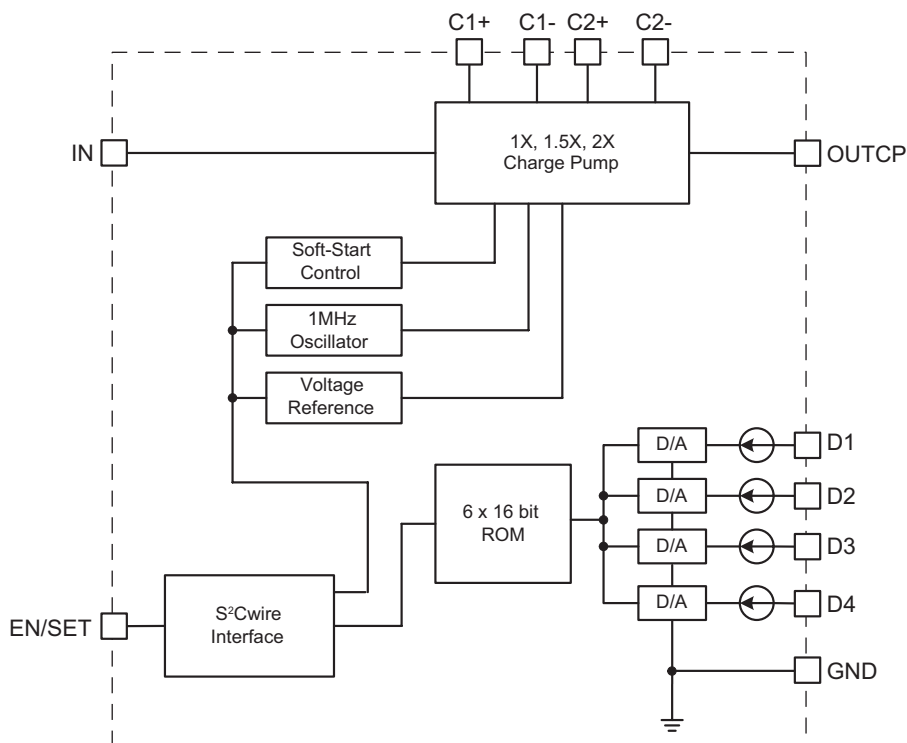 C1+ C1- C2+ C2-
IN
1X, 1.5X, 2X
Charge Pump
OUTCP
Soft-Start
Control
1MHz
Oscillator
Voltage
Reference
D/A
D1
D/A
D2
D/A
D3
D/A
D4
6 x 16 bit
ROM
EN/SET
S²Cwire
Interface
GND